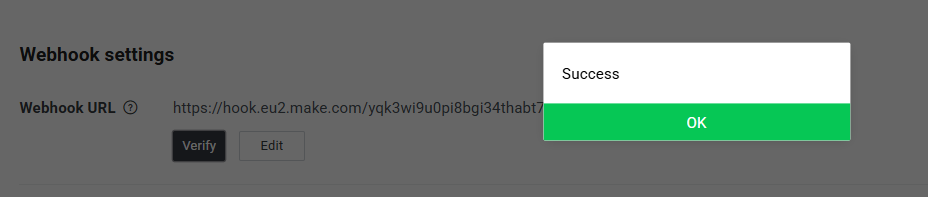 Webhook settings
Success
Webhook URL ? https://hook.eu2.make.com/yqk3wi9u0pi8bgi34thabt7
OK
Verify Edit